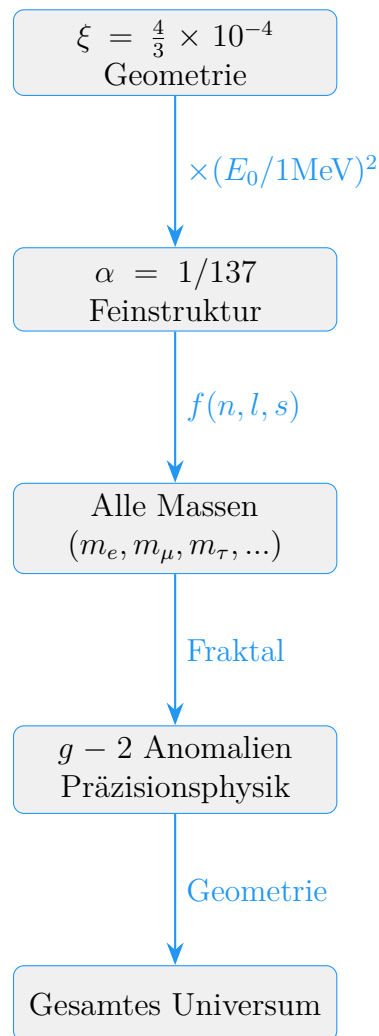 ξ = 4/3 × 10⁻⁴
Geometrie
×(E₀/1MeV)²
α = 1/137
Feinstruktur
f(n, l, s)
Alle Massen
(mₑ, m_μ, m_τ, ...)
Fraktal
g − 2 Anomalien
Präzisionsphysik
Geometrie
Gesamtes Universum